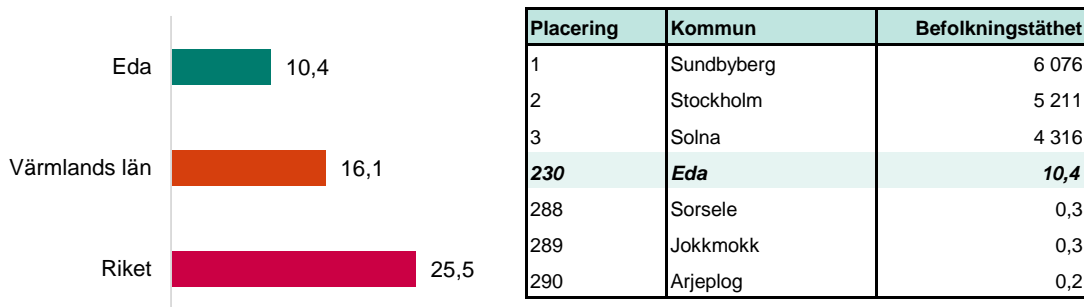 Eda 10,4
Värmlands län 16,1
Riket 25,5
Placering Kommun Befolkningstäthet
1 Sundbyberg 6 076
2 Stockholm 5 211
3 Solna 4 316
230 Eda 10,4
288 Sorsele 0,3
289 Jokkmokk 0,3
290 Arjeplog 0,2